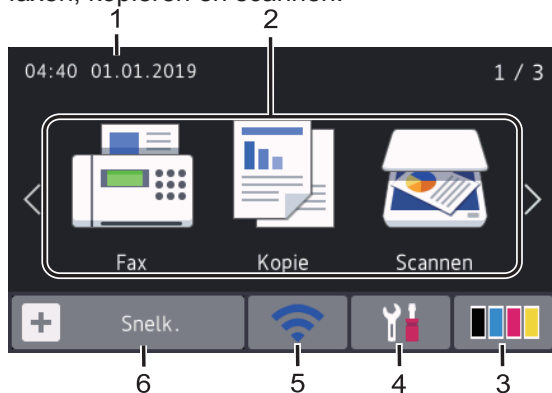 faxen, kopiëren en scannen.
1 2
04:40 01.01.2019 1 / 3
Fax Kopie Scannen
Snelk.
6 5 4 3